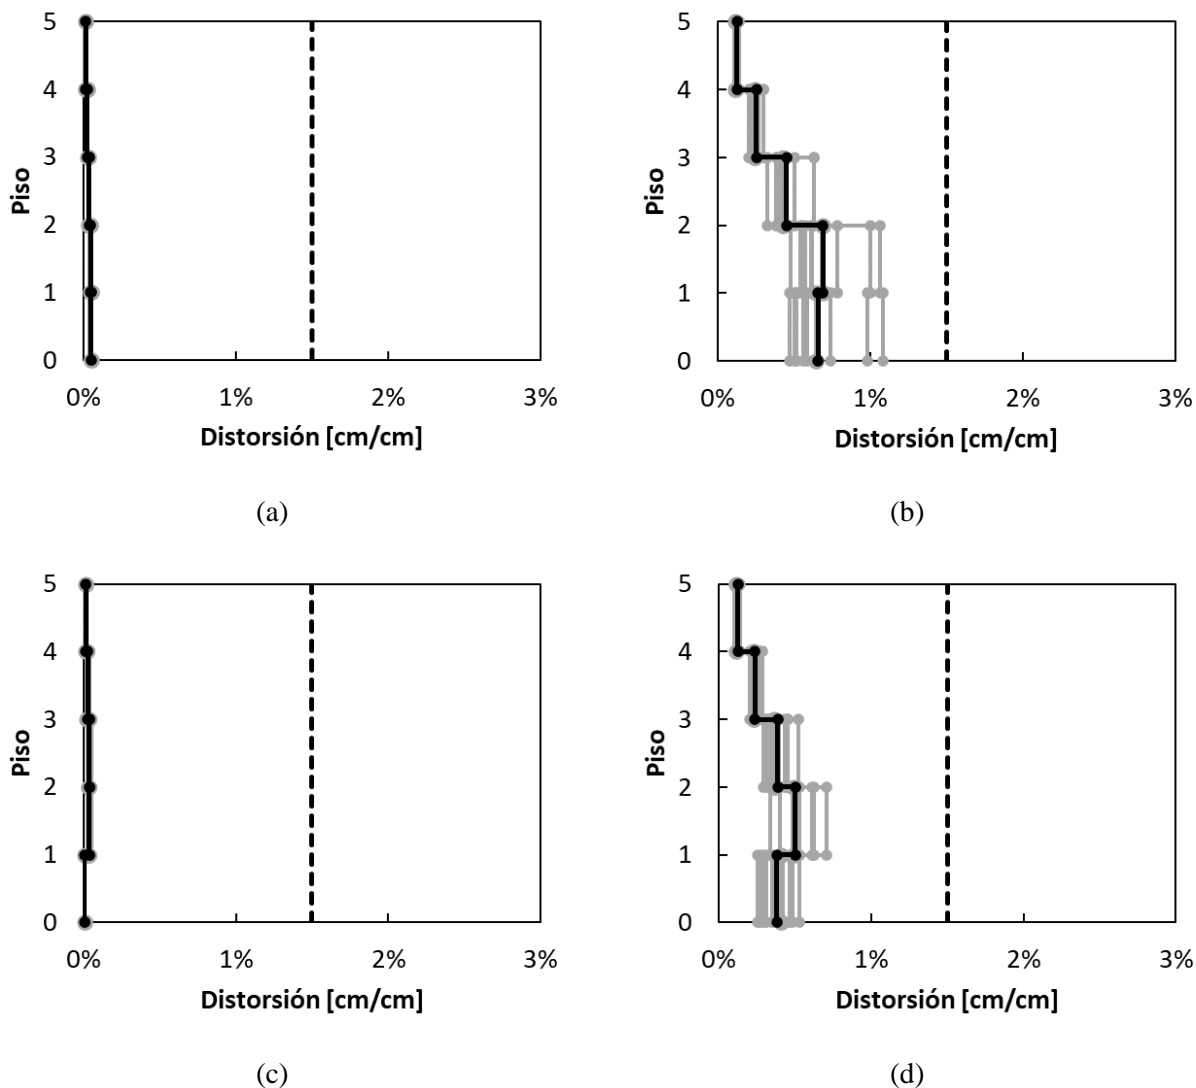 5
4
3
2
1
0
Piso
0% 1% 2% 3%
Distorsión [cm/cm]
(a)
5
4
3
2
1
0
Piso
0% 1% 2% 3%
Distorsión [cm/cm]
(b)
5
4
3
2
1
0
Piso
0% 1% 2% 3%
Distorsión [cm/cm]
(c)
5
4
3
2
1
0
Piso
0% 1% 2% 3%
Distorsión [cm/cm]
(d)